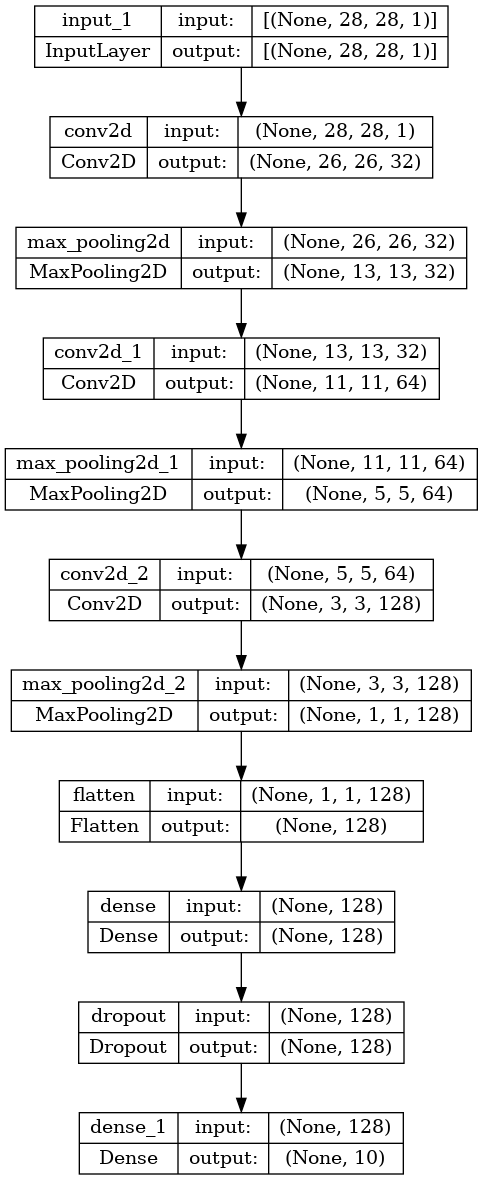 input_1 input: [(None, 28, 28, 1)]
InputLayer output: [(None, 28, 28, 1)]
conv2d input: (None, 28, 28, 1)
Conv2D output: (None, 26, 26, 32)
max_pooling2d input: (None, 26, 26, 32)
MaxPooling2D output: (None, 13, 13, 32)
conv2d_1 input: (None, 13, 13, 32)
Conv2D output: (None, 11, 11, 64)
max_pooling2d_1 input: (None, 11, 11, 64)
MaxPooling2D output: (None, 5, 5, 64)
conv2d_2 input: (None, 5, 5, 64)
Conv2D output: (None, 3, 3, 128)
max_pooling2d_2 input: (None, 3, 3, 128)
MaxPooling2D output: (None, 1, 1, 128)
flatten input: (None, 1, 1, 128)
Flatten output: (None, 128)
dense input: (None, 128)
Dense output: (None, 128)
dropout input: (None, 128)
Dropout output: (None, 128)
dense_1 input: (None, 128)
Dense output: (None, 10)